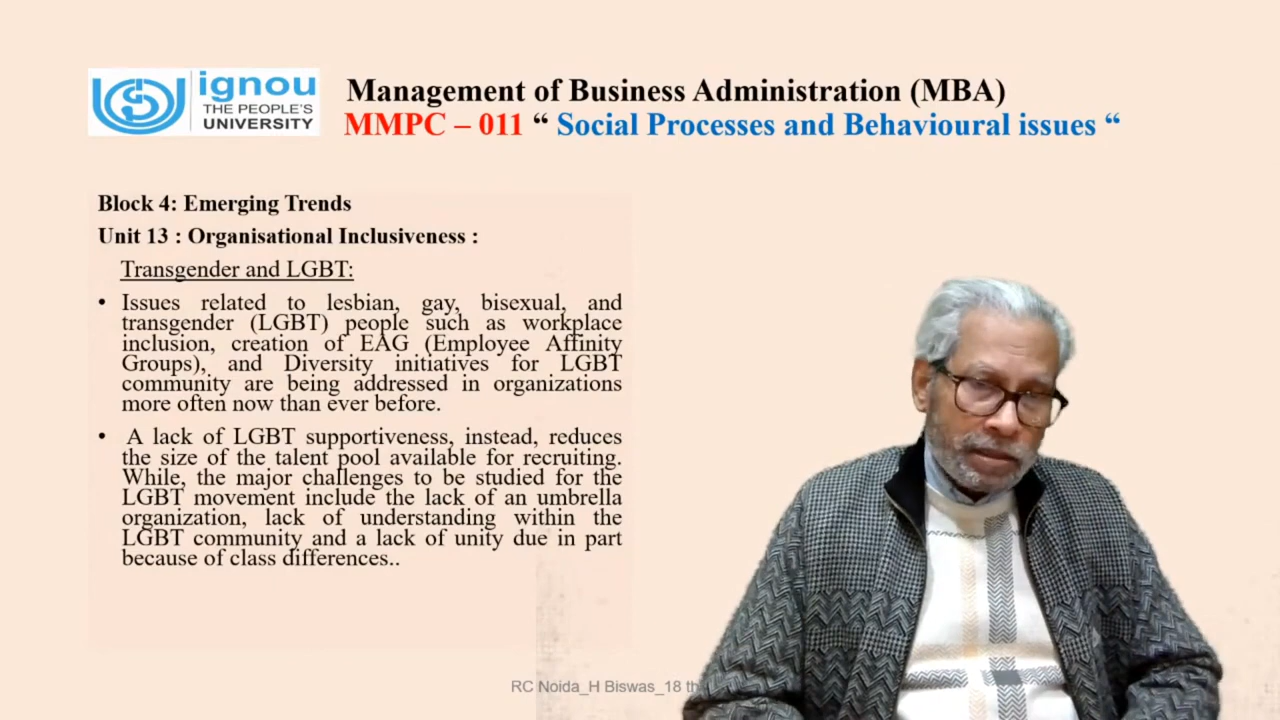 ignou
THE PEOPLE'S
UNIVERSITY
Management of Business Administration (MBA)
MMPC – 011 “ Social Processes and Behavioural issues “
Block 4: Emerging Trends
Unit 13 : Organisational Inclusiveness :
Transgender and LGBT:
• Issues related to lesbian, gay, bisexual, and
transgender (LGBT) people such as workplace
inclusion, creation of EAG (Employee Affinity
Groups), and Diversity initiatives for LGBT
community are being addressed in organizations
more often now than ever before.
• A lack of LGBT supportiveness, instead, reduces
the size of the talent pool available for recruiting.
While, the major challenges to be studied for the
LGBT movement include the lack of an umbrella
organization, lack of understanding within the
LGBT community and a lack of unity due in part
because of class differences..
RC Noida_H Biswas_18 th